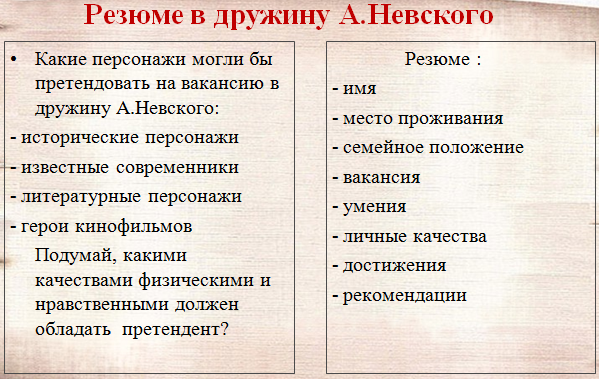 Резюме в дружину А.Невского
• Какие персонажи могли бы
претендовать на вакансию в
дружину А.Невского:
- исторические персонажи
- известные современники
- литературные персонажи
- герои кинофильмов
Подумай, какими
качествами физическими и
нравственными должен
обладать претендент?
Резюме :
- имя
- место проживания
- семейное положение
- вакансия
- умения
- личные качества
- достижения
- рекомендации